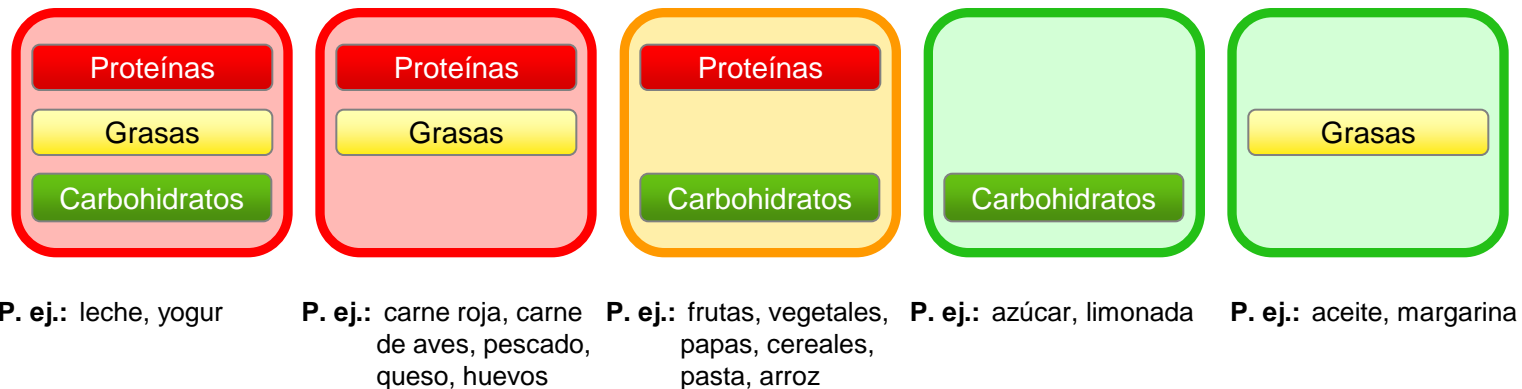 Proteínas
Grasas
Carbohidratos
Proteínas
Grasas
Proteínas
Carbohidratos
Carbohidratos
Grasas
P. ej.: leche, yogur
P. ej.: carne roja, carne
de aves, pescado,
queso, huevos
P. ej.: frutas, vegetales,
papas, cereales,
pasta, arroz
P. ej.: azúcar, limonada
P. ej.: aceite, margarina